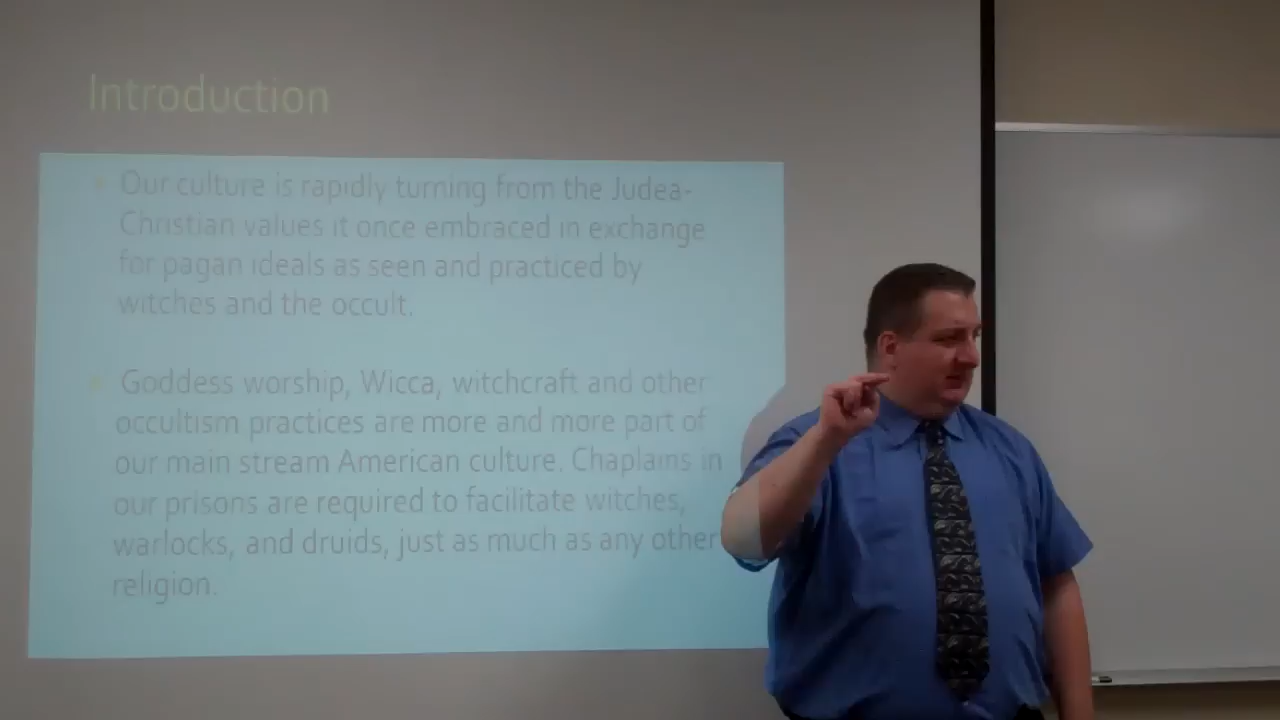 Introduction
Our culture is rapidly turning from the Judea-
Christian values it once embraced in exchange
for pagan ideals as seen and practiced by
witches and the occult.
Goddess worship, Wicca, witchcraft and other
occultism practices are more and more part of
our main stream American culture. Chaplains in
our prisons are required to facilitate witches,
warlocks, and druids, just as much as any other
religion.